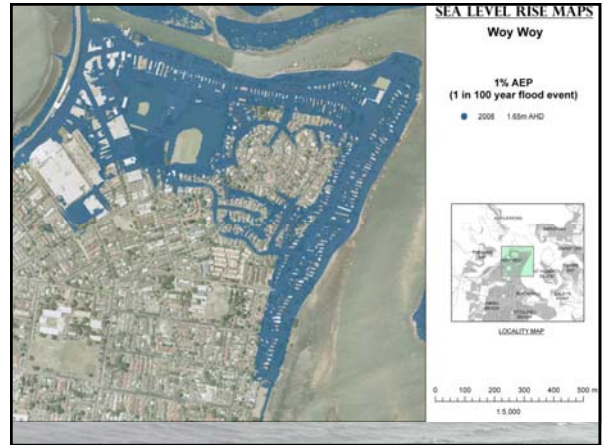 SEA LEVEL RISE MAPS
Woy Woy
1% AEP
(1 in 100 year flood event)
2008 1.65m AHD
LOCALITY MAP
0 100 200 300 400 500 m
1:5,000